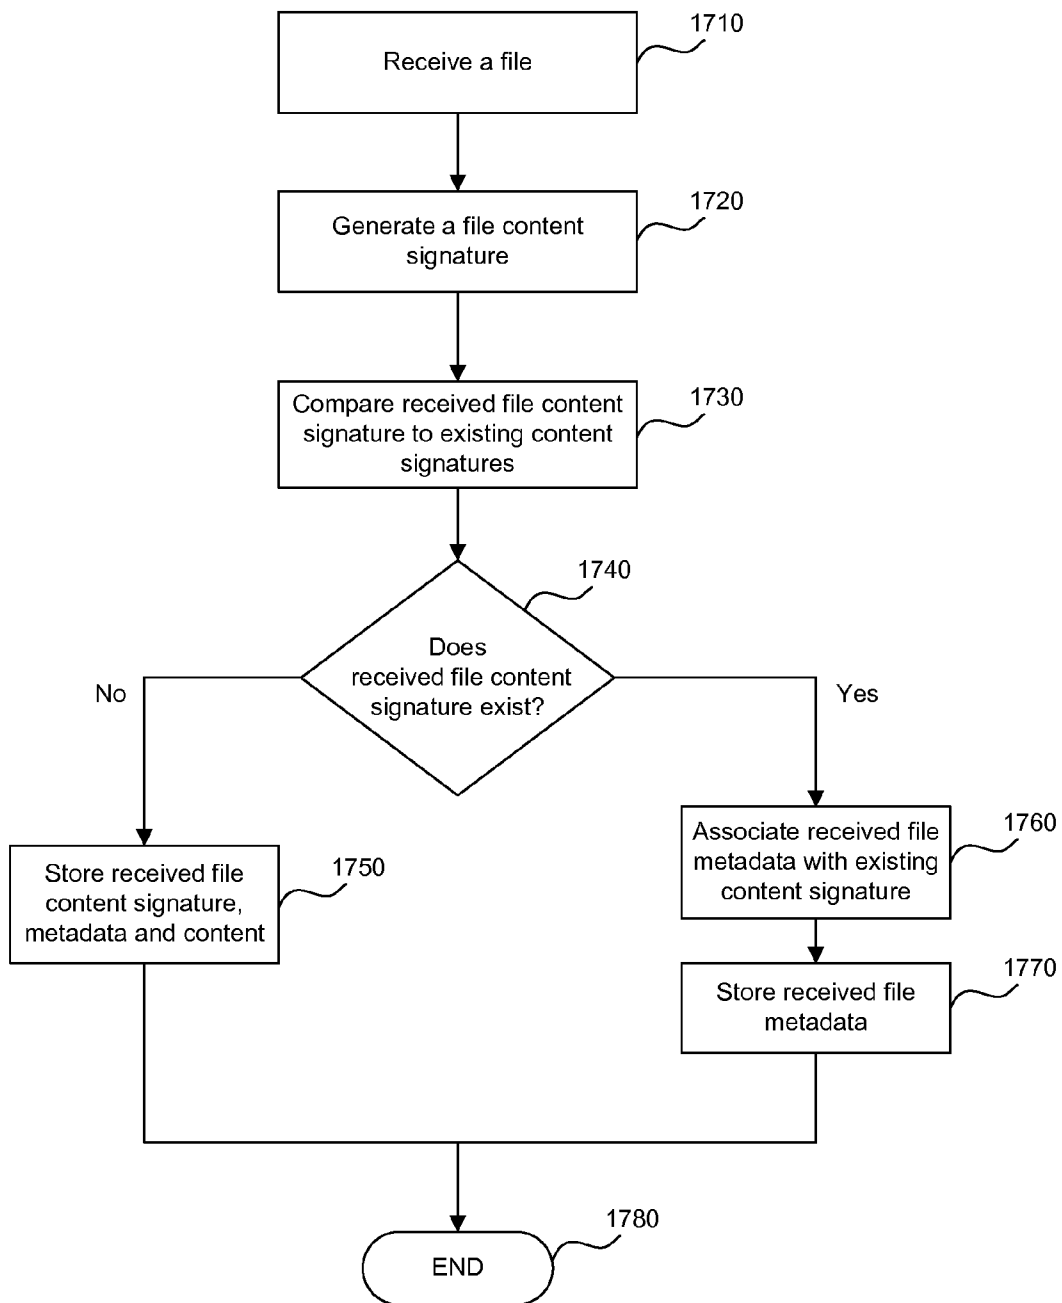 1710
Receive a file
1720
Generate a file content
signature
1730
Compare received file content
signature to existing content
signatures
1740
Does
received file content
signature exist?
No
Yes
1760
Associate received file
metadata with existing
content signature
1750
Store received file
content signature,
metadata and content
1770
Store received file
metadata
1780
END